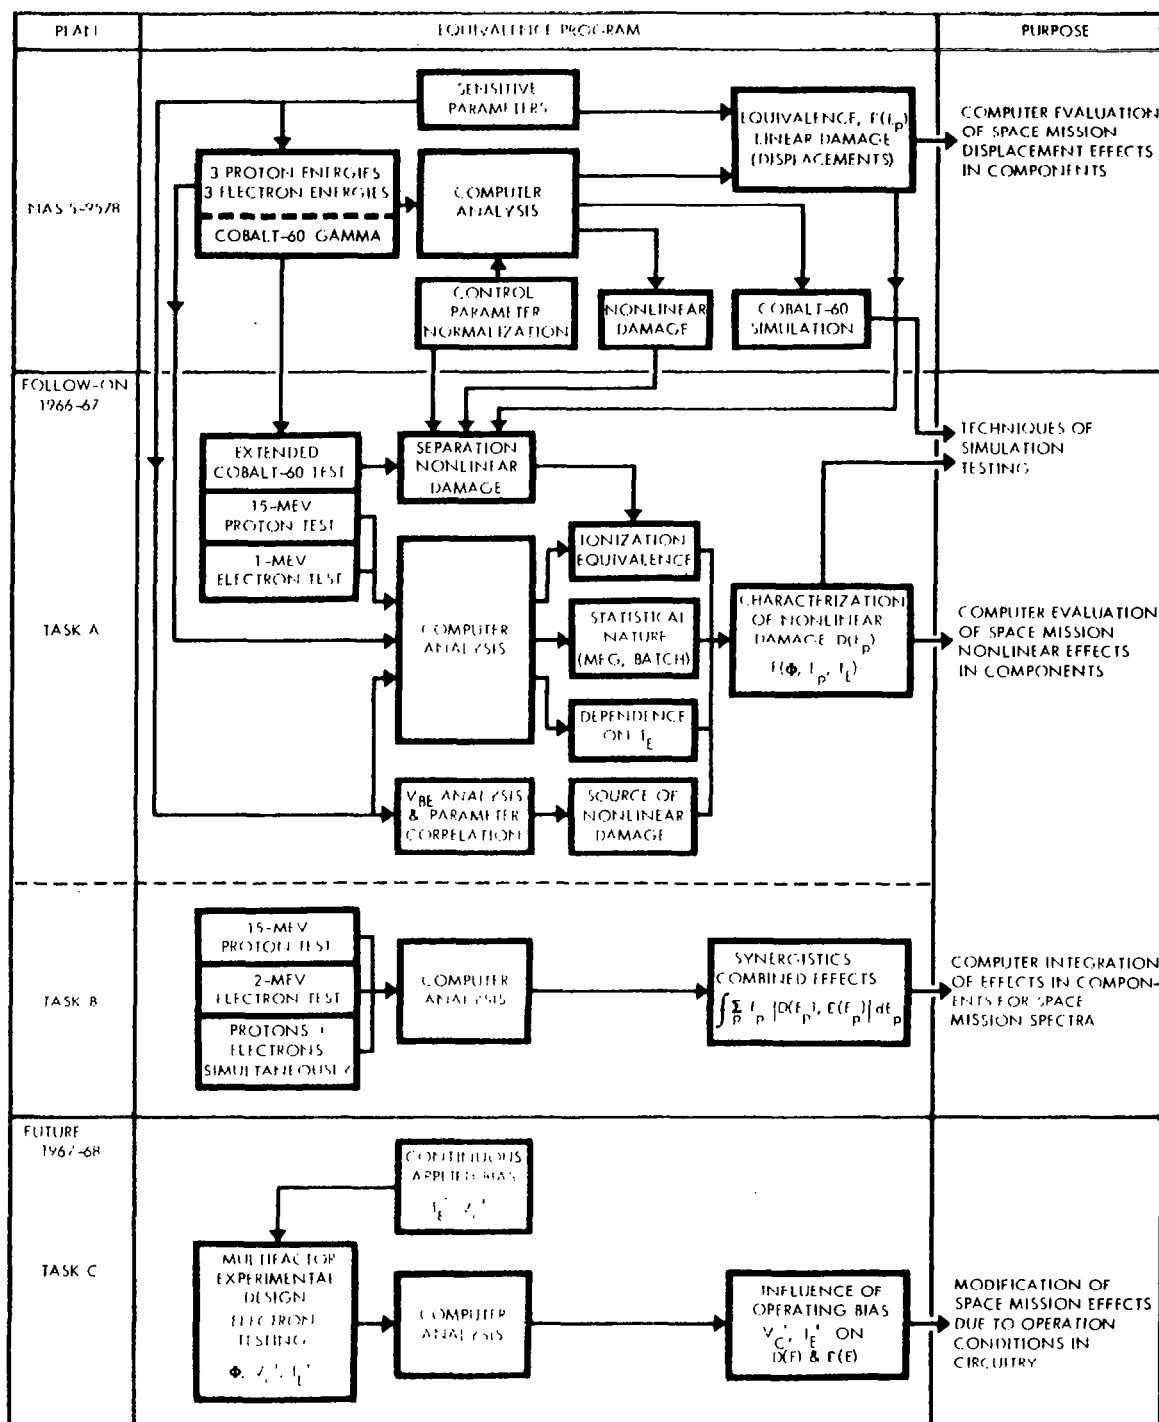 PLAN
EQUIVALENCE PROGRAM
PURPOSE
NAS 5-9578
SENSITIVE
PARAMETERS
3 PROTON ENERGIES
3 ELECTRON ENERGIES
COBALT-60 GAMMA
COMPUTER
ANALYSIS
EQUIVALENCE,
LINEAR DAMAGE
(DISPLACEMENTS)
COMPUTER EVALUATION
OF SPACE MISSION
DISPLACEMENT EFFECTS
IN COMPONENTS
CONTROL
PARAMETER
NORMALIZATION
NONLINEAR
DAMAGE
COBALT-60
SIMULATION
FOLLOW-ON
1966-67
TASK A
EXTENDED
COBALT-60 TEST
15-MEV
PROTON TEST
1-MEV
ELECTRON TEST
SEPARATION
NONLINEAR
DAMAGE
TECHNIQUES OF
SIMULATION
TESTING
COMPUTER
ANALYSIS
IONIZATION
EQUIVALENCE
STATISTICAL
NATURE
(MFG, BATCH)
DEPENDENCE
ON I_E
CHARACTERIZATION
OF NONLINEAR
DAMAGE D(E_p)
COMPUTER EVALUATION
OF SPACE MISSION
NONLINEAR EFFECTS
IN COMPONENTS
V_BE ANALYSIS
& PARAMETER
CORRELATION
SOURCE OF
NONLINEAR
DAMAGE
TASK B
15-MEV
PROTON TEST
2-MEV
ELECTRON TEST
PROTONS +
ELECTRONS
SIMULTANEOUSLY
COMPUTER
ANALYSIS
SYNERGISTICS
COMBINED EFFECTS
COMPUTER INTEGRATION
OF EFFECTS IN COMPON-
ENTS FOR SPACE
MISSION SPECTRA
FUTURE
1967-68
TASK C
CONTINUOUS
APPLIED BIAS
MULTIFACTOR
EXPERIMENTAL
DESIGN
ELECTRON
TESTING
COMPUTER
ANALYSIS
INFLUENCE OF
OPERATING BIAS
V_C', I_E' ON
D(E) & E(E)
MODIFICATION OF
SPACE MISSION EFFECTS
DUE TO OPERATION
CONDITIONS IN
CIRCUITRY